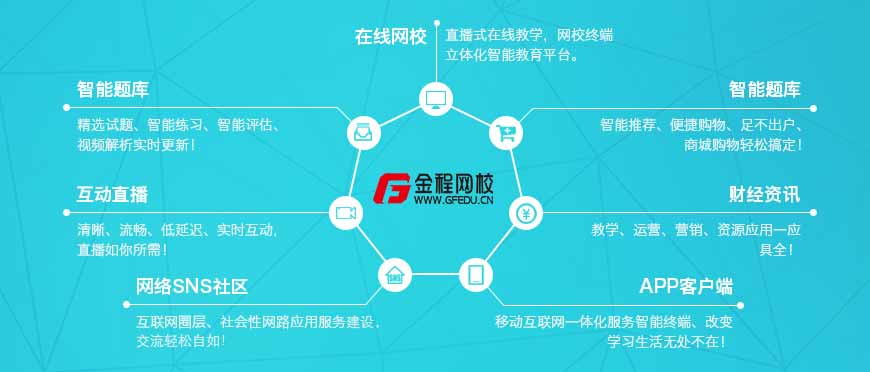 在线网校
直播式在线教学，网校终端
立体化智能教育平台。
智能题库
精选试题、智能练习、智能评估、
视频解析实时更新！
智能题库
智能推荐、便捷购物、足不出户、
商城购物轻松搞定！
金程网校
WWW.GFEDU.CN
互动直播
清晰、流畅、低延迟、实时互动，
直播如你所需！
财经资讯
教学、运营、营销、资源应用一应
具全！
SNS
网络SNS社区
互联网圈层、社会性网路应用服务建设，
交流轻松自如！
APP客户端
移动互联网一体化服务智能终端、改变
学习生活无处不在！